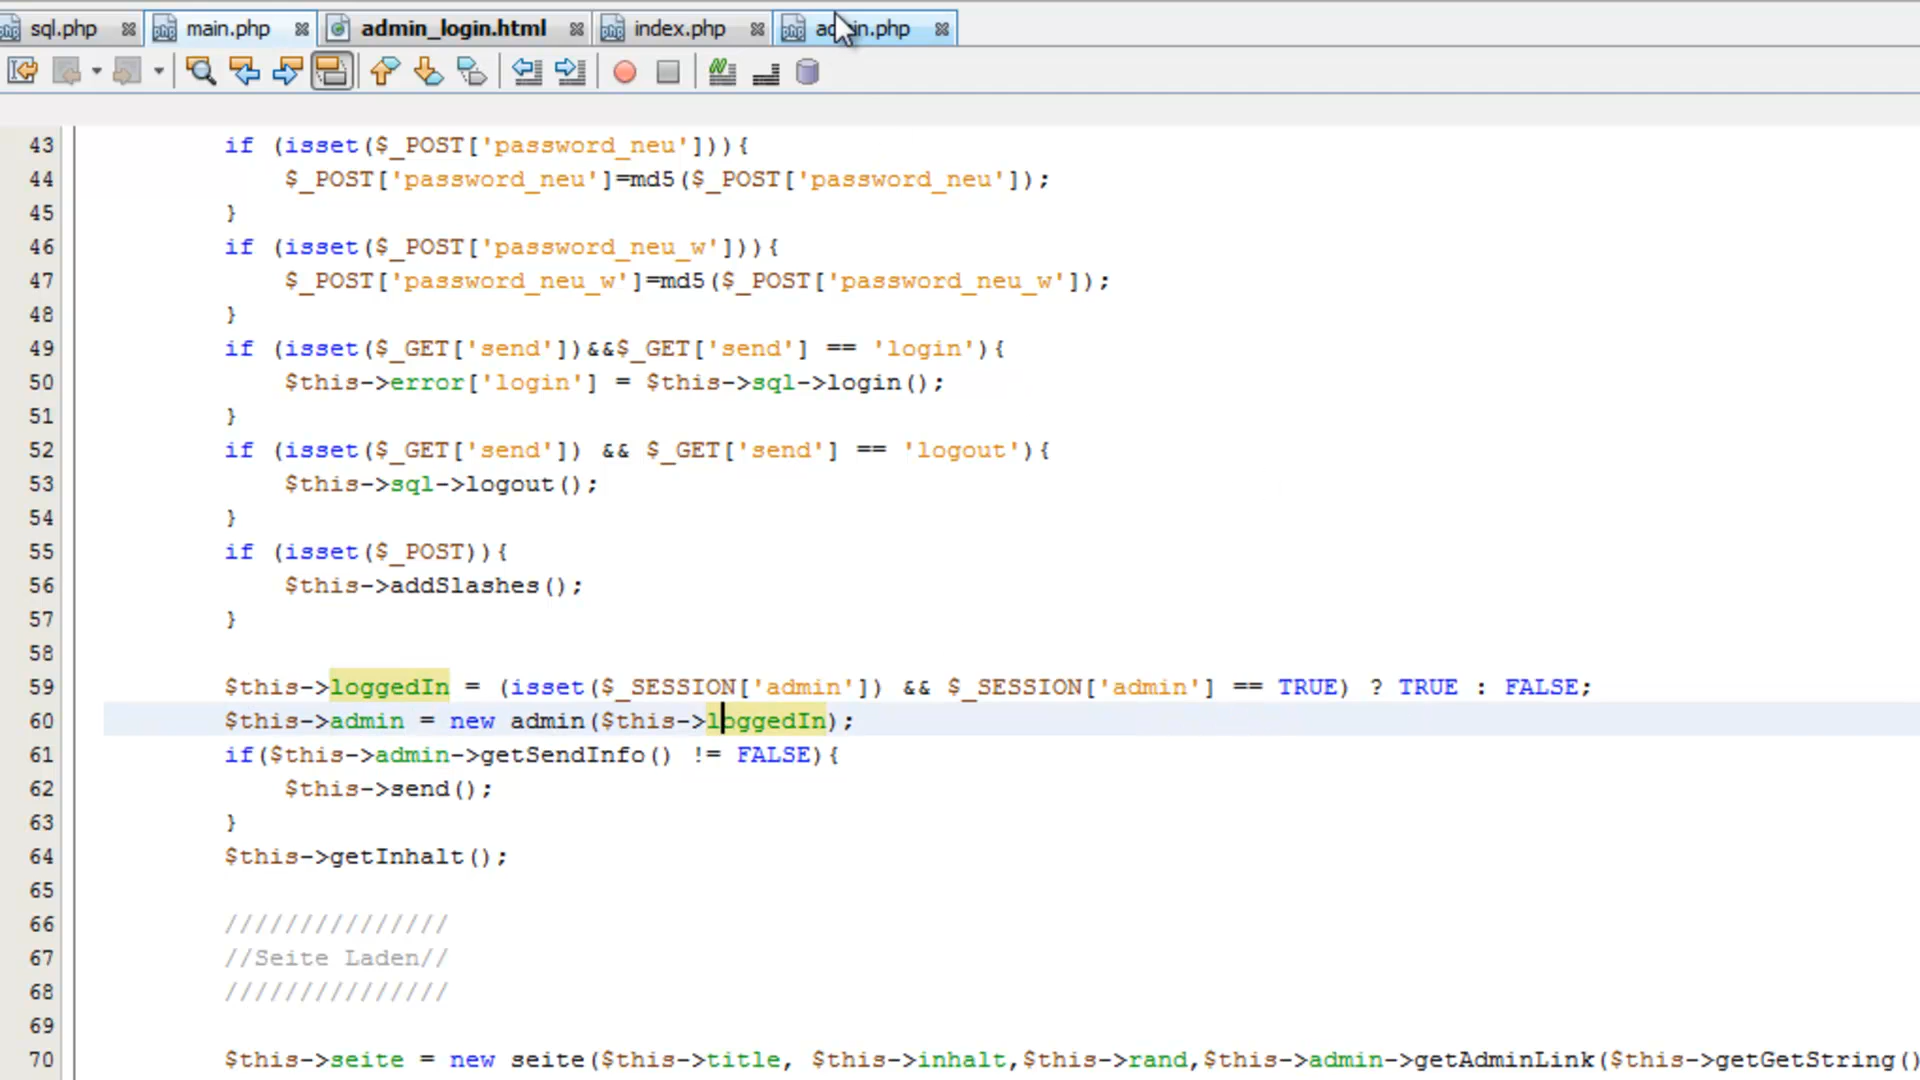 sql.php main.php admin_login.html index.php admin.php
43 if (isset($_POST['password_neu'])){
44 $_POST['password_neu']=md5($_POST['password_neu']);
45 }
46 if (isset($_POST['password_neu_w'])){
47 $_POST['password_neu_w']=md5($_POST['password_neu_w']);
48 }
49 if (isset($_GET['send'])&&$_GET['send'] == 'login'){
50 $this->error['login'] = $this->sql->login();
51 }
52 if (isset($_GET['send']) && $_GET['send'] == 'logout'){
53 $this->sql->logout();
54 }
55 if (isset($_POST)){
56 $this->addSlashes();
57 }
58
59 $this->loggedIn = (isset($_SESSION['admin']) && $_SESSION['admin'] == TRUE) ? TRUE : FALSE;
60 $this->admin = new admin($this->loggedIn);
61 if($this->admin->getSendInfo() != FALSE){
62 $this->send();
63 }
64 $this->getInhalt();
65
66 ///////////////
67 //Seite Laden//
68 ///////////////
69
70 $this->seite = new seite($this->title, $this->inhalt,$this->rand,$this->admin->getAdminLink($this->getGetString()